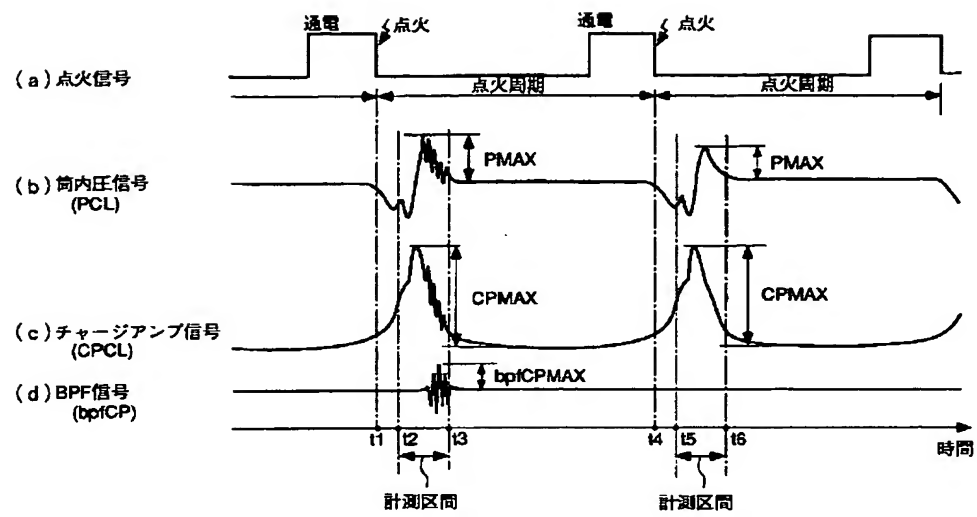 通電
点火
通電
点火
(a)点火信号
点火周期
点火周期
PMAX
PMAX
(b)筒内圧信号
(PCL)
CPMAX
CPMAX
(c)チャージアンプ信号
(CPCL)
(d)BPF信号
(bpfCP)
bpfCPMAX
t1
t2
t3
t4
t5
t6
時間
計測区間
計測区間